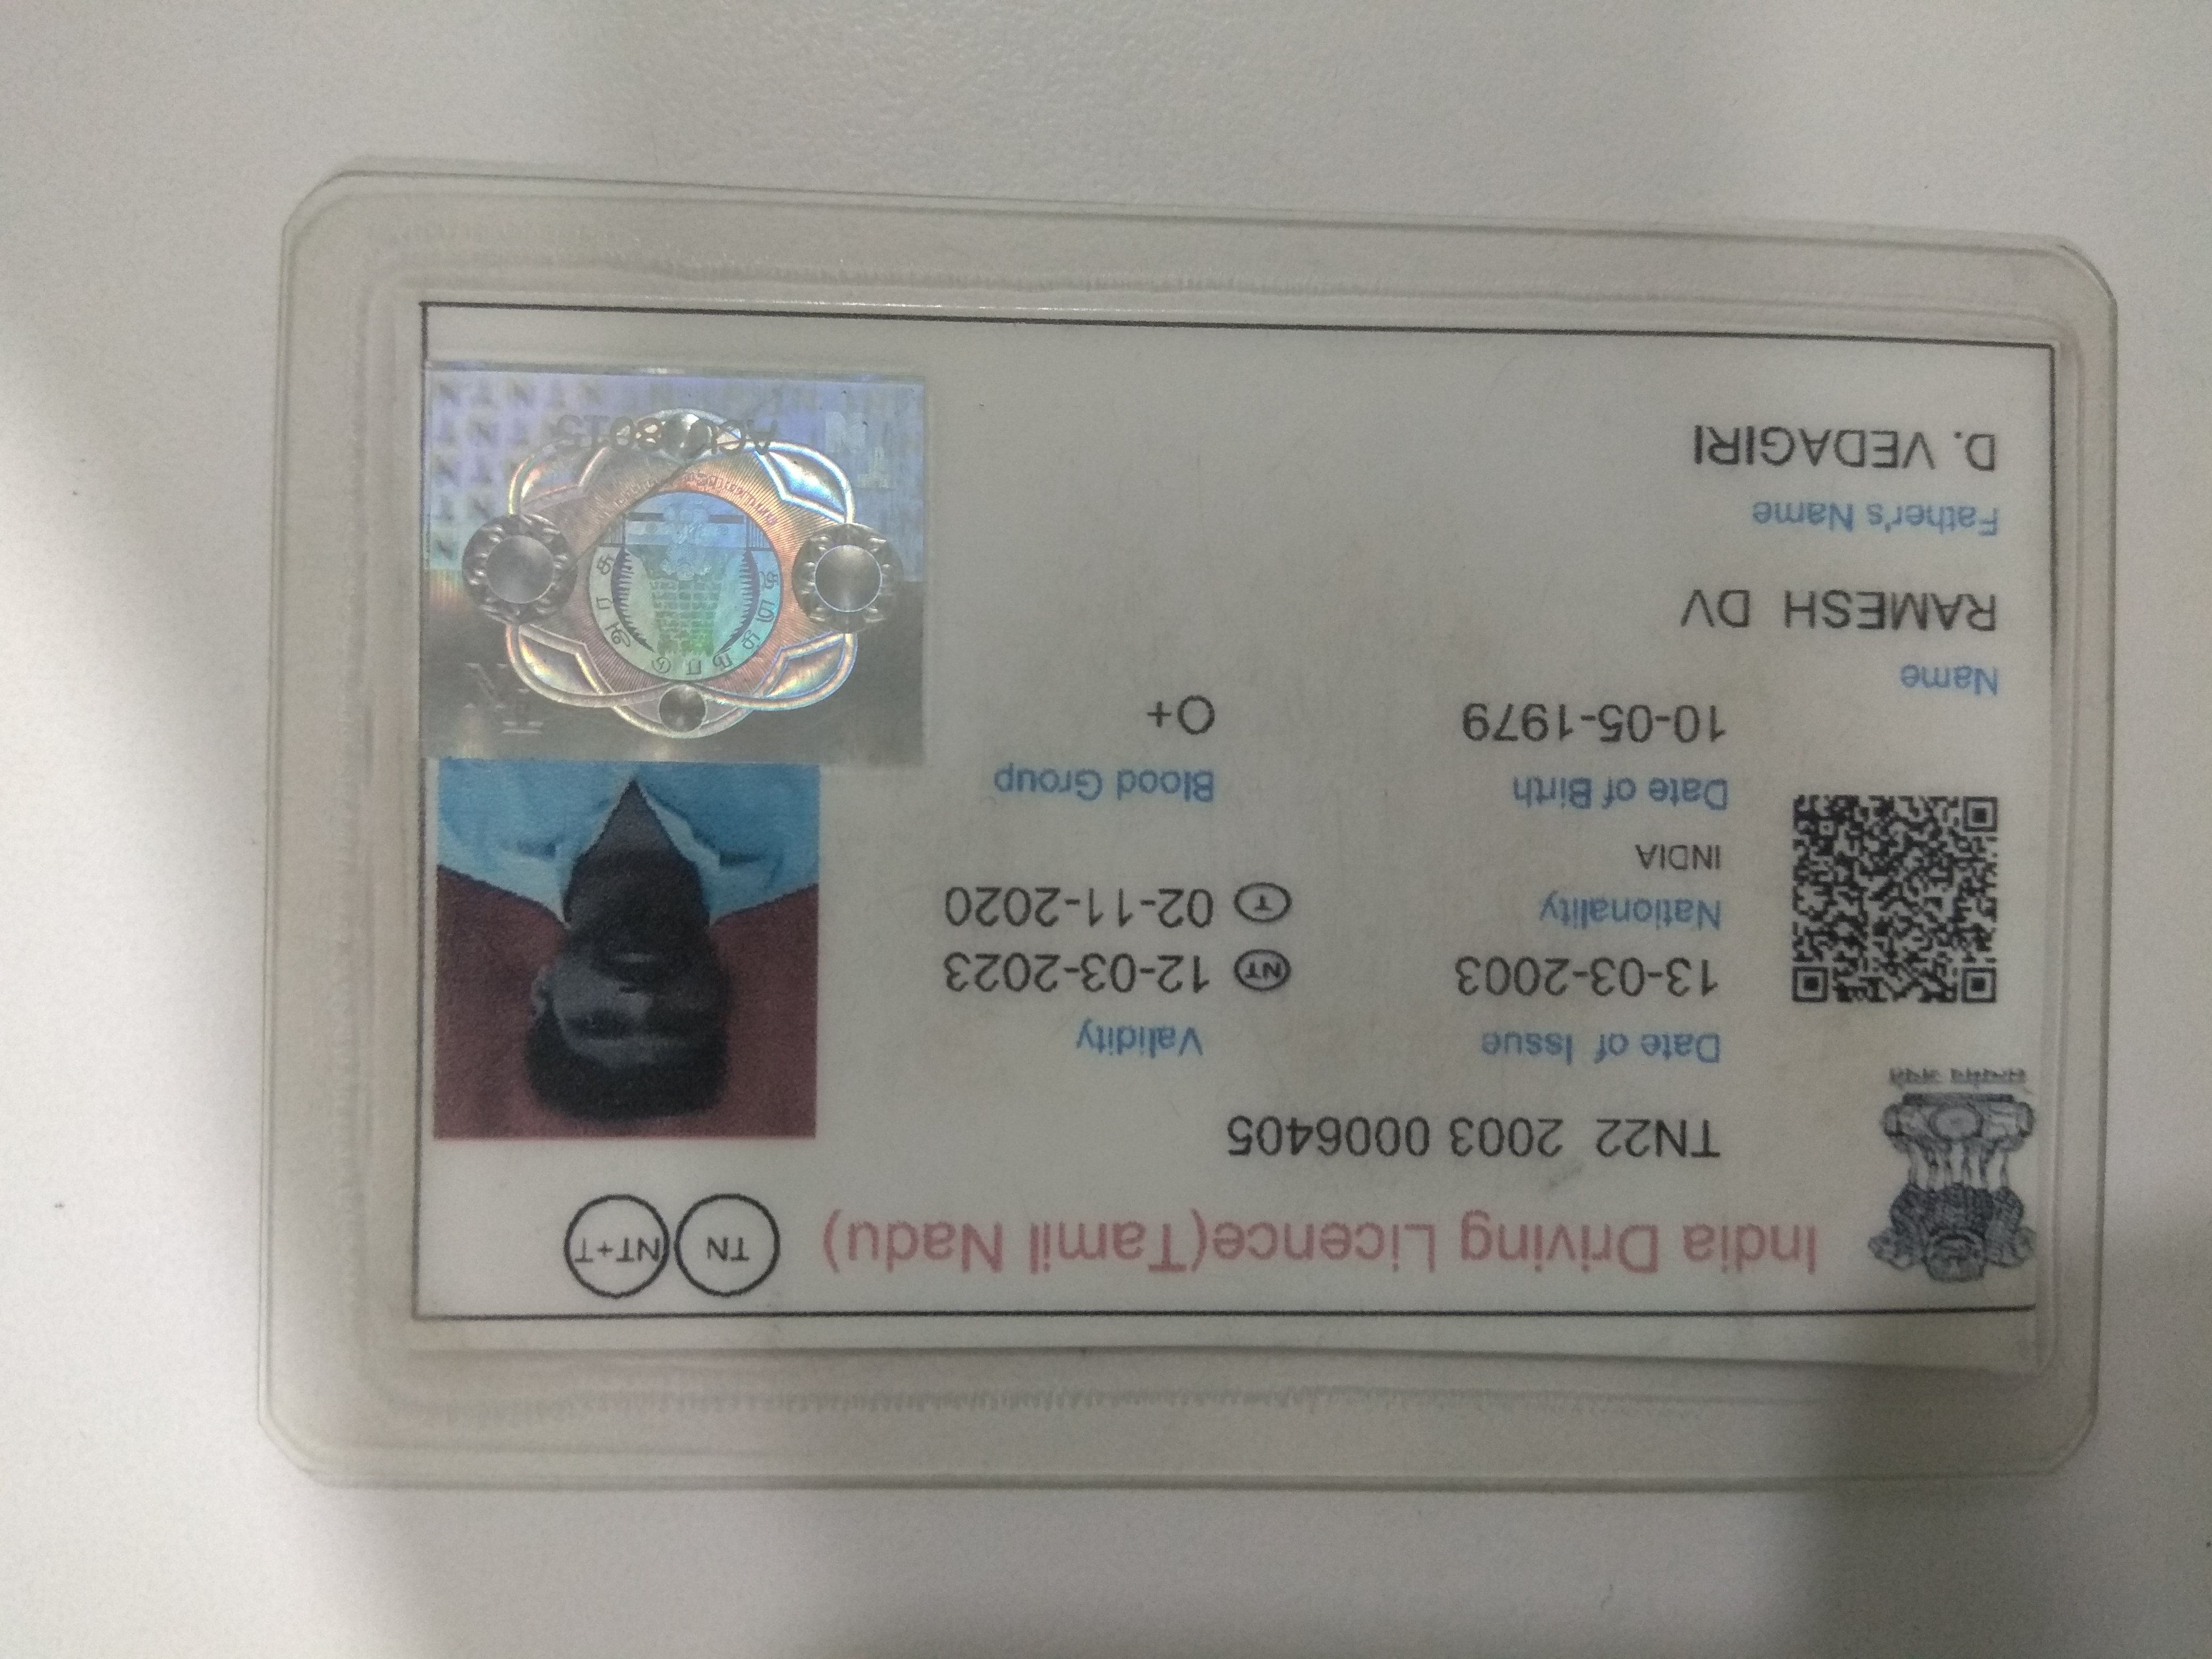 India Driving Licence(Tamil Nadu)
TN
NT+T
TN22 2003 0006405
Date of Issue
Validity
13-03-2003
NT 12-03-2023
Nationality
T 02-11-2020
INDIA
Date of Birth
Blood Group
10-05-1979
O+
Name
RAMESH DV
Father's Name
D. VEDAGIRI
TN